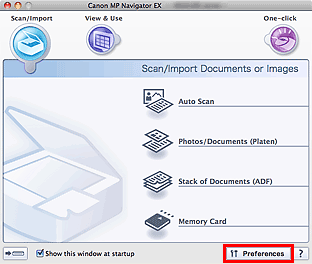 Canon MP Navigator EX
Scan/Import
View & Use
One-click
Scan/Import Documents or Images
Auto Scan
Photos/Documents (Platen)
Stack of Documents (ADF)
Memory Card
Show this window at startup
Preferences
?